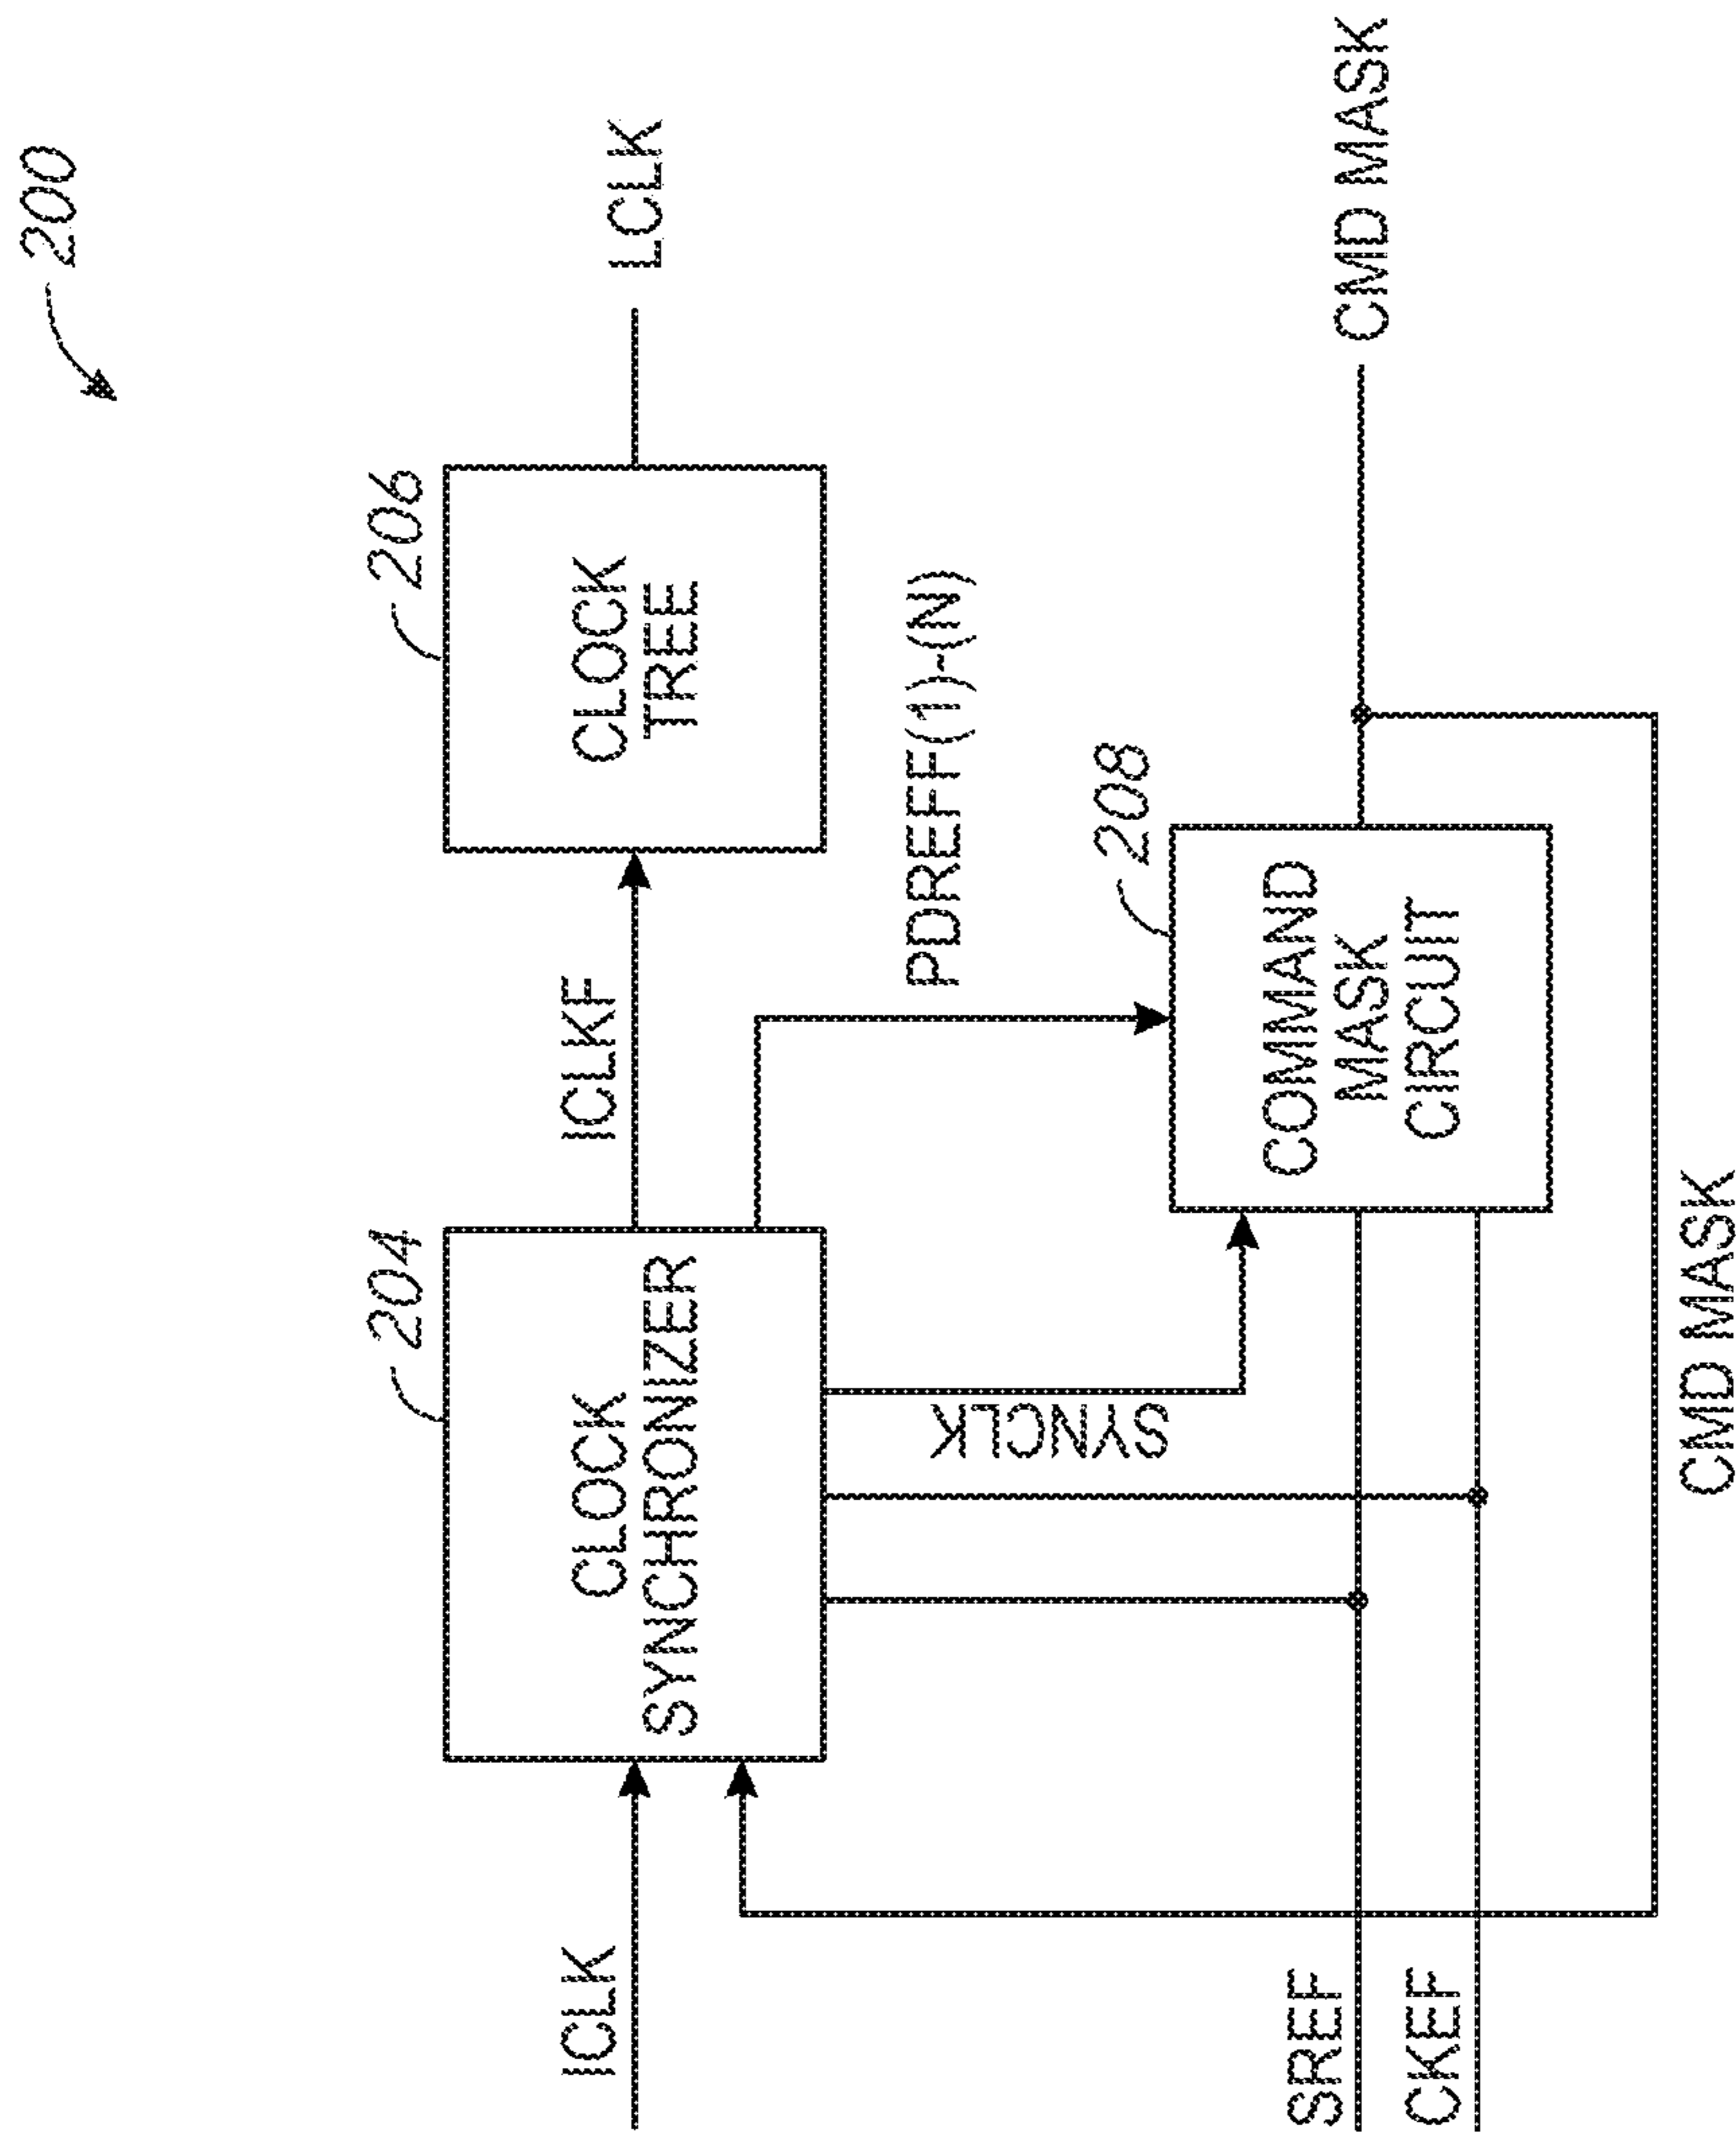 200
204
206
CLOCK
SYNCHRONIZER
CLOCK
TREE
ICLK
ICLKF
LCLK
PDREFF(1)-(N)
SYNCLK
208
COMMAND
MASK
CIRCUIT
SREF
CKEF
CMD MASK
CMD MASK